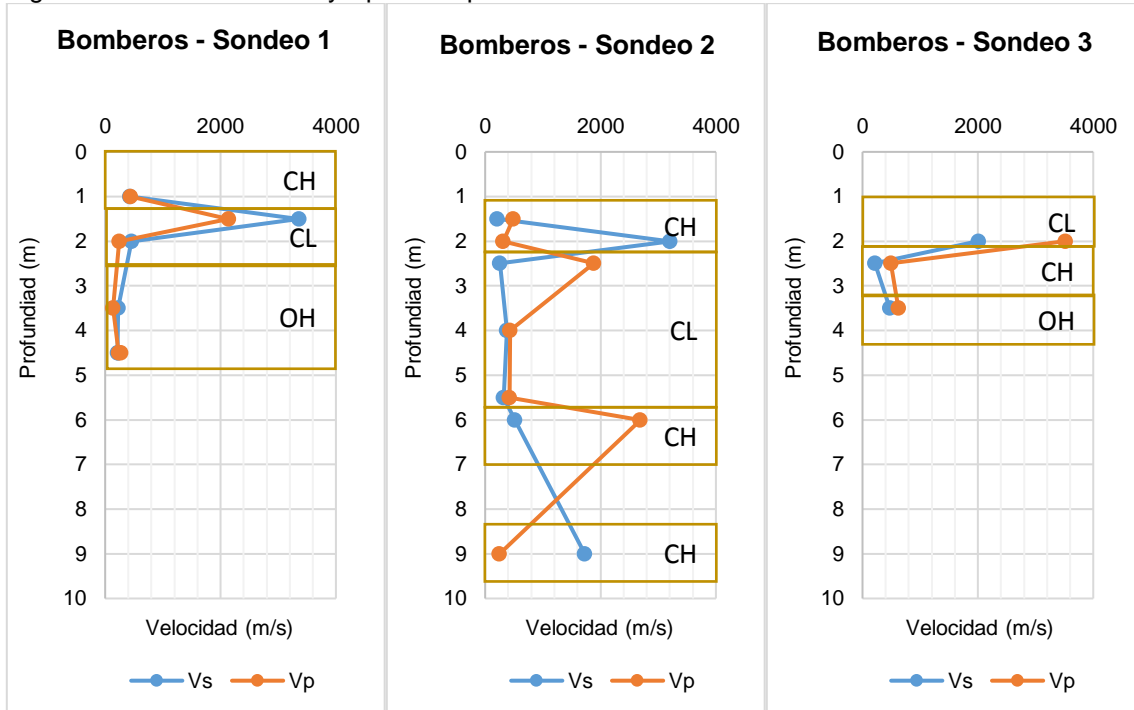 Bomberos - Sondeo 1
0 2000 4000
0
1
2
3
4
5
6
7
8
9
10
Profundiad (m)
CH
CL
OH
Velocidad (m/s)
Vs Vp
Bomberos - Sondeo 2
0 2000 4000
0
1
2
3
4
5
6
7
8
9
10
Profundiad (m)
CH
CL
CH
CH
Velocidad (m/s)
Vs Vp
Bomberos - Sondeo 3
0 2000 4000
0
1
2
3
4
5
6
7
8
9
10
Profundiad (m)
CL
CH
OH
Velocidad (m/s)
Vs Vp